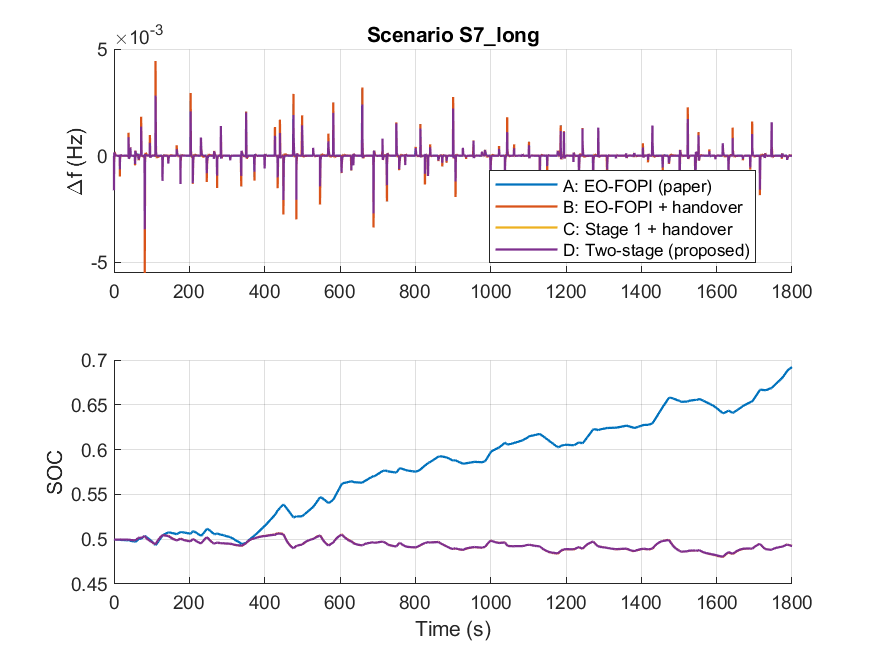 Scenario S7_long
×10⁻³
5
0
-5
Δf (Hz)
A: EO-FOPI (paper)
B: EO-FOPI + handover
C: Stage 1 + handover
D: Two-stage (proposed)
0 200 400 600 800 1000 1200 1400 1600 1800
0.7
0.65
0.6
0.55
0.5
0.45
SOC
0 200 400 600 800 1000 1200 1400 1600 1800
Time (s)